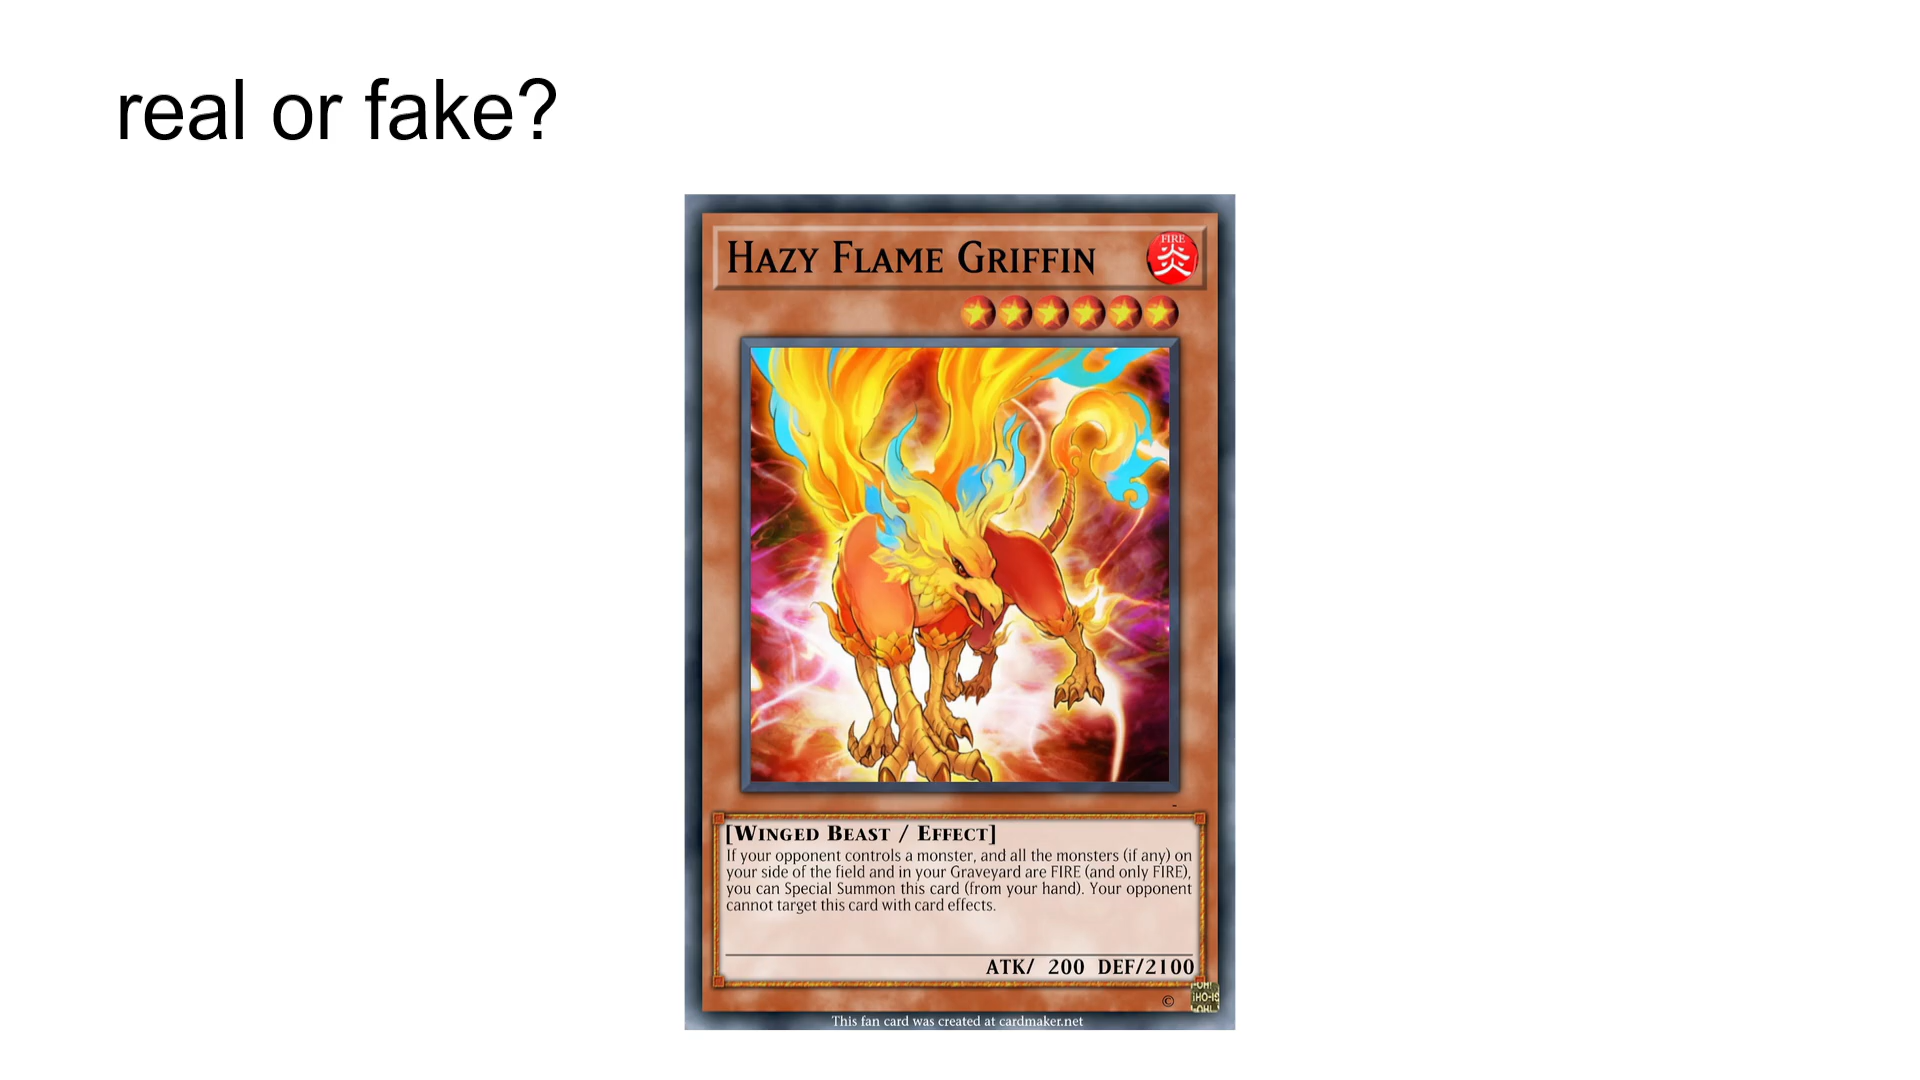 real or fake?
HAZY FLAME GRIFFIN
FIRE
炎
[WINGED BEAST / EFFECT]
If your opponent controls a monster, and all the monsters (if any) on
your side of the field and in your Graveyard are FIRE (and only FIRE),
you can Special Summon this card (from your hand). Your opponent
cannot target this card with card effects.
ATK/ 200 DEF/2100
©
This fan card was created at cardmaker.net